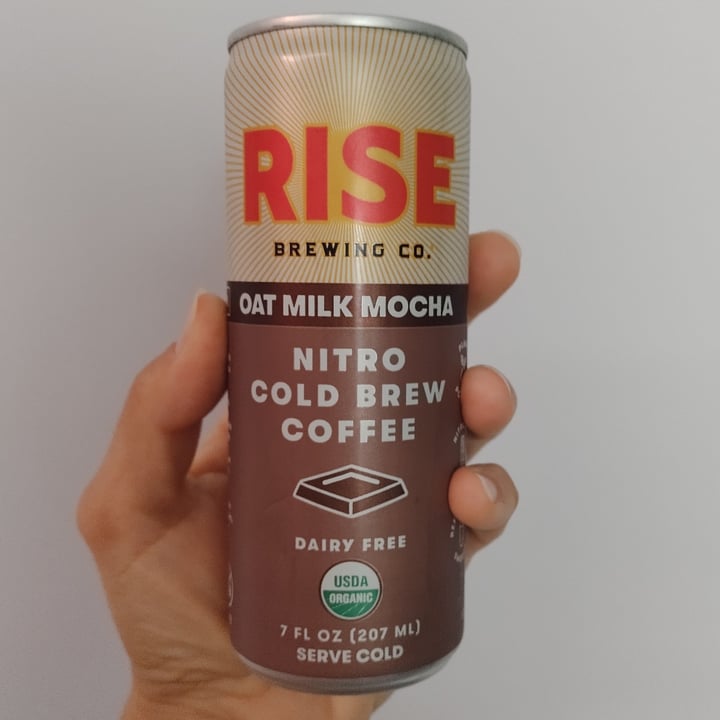 RISE
BREWING CO.
OAT MILK MOCHA
NITRO
COLD BREW
COFFEE
DAIRY FREE
USDA
ORGANIC
7 FL OZ (207 ML)
SERVE COLD